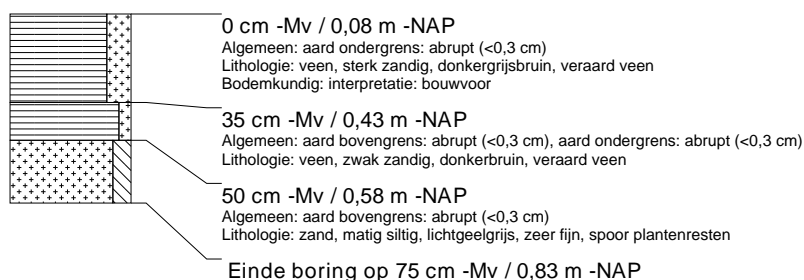 0 cm -Mv / 0,08 m -NAP
Algemeen: aard ondergrens: abrupt (<0,3 cm)
Lithologie: veen, sterk zandig, donkergrijsbruin, veraard veen
Bodemkundig: interpretatie: bouwvoor
35 cm -Mv / 0,43 m -NAP
Algemeen: aard bovengrens: abrupt (<0,3 cm), aard ondergrens: abrupt (<0,3 cm)
Lithologie: veen, zwak zandig, donkerbruin, veraard veen
50 cm -Mv / 0,58 m -NAP
Algemeen: aard bovengrens: abrupt (<0,3 cm)
Lithologie: zand, matig siltig, lichtgeelgrijs, zeer fijn, spoor plantenresten
Einde boring op 75 cm -Mv / 0,83 m -NAP